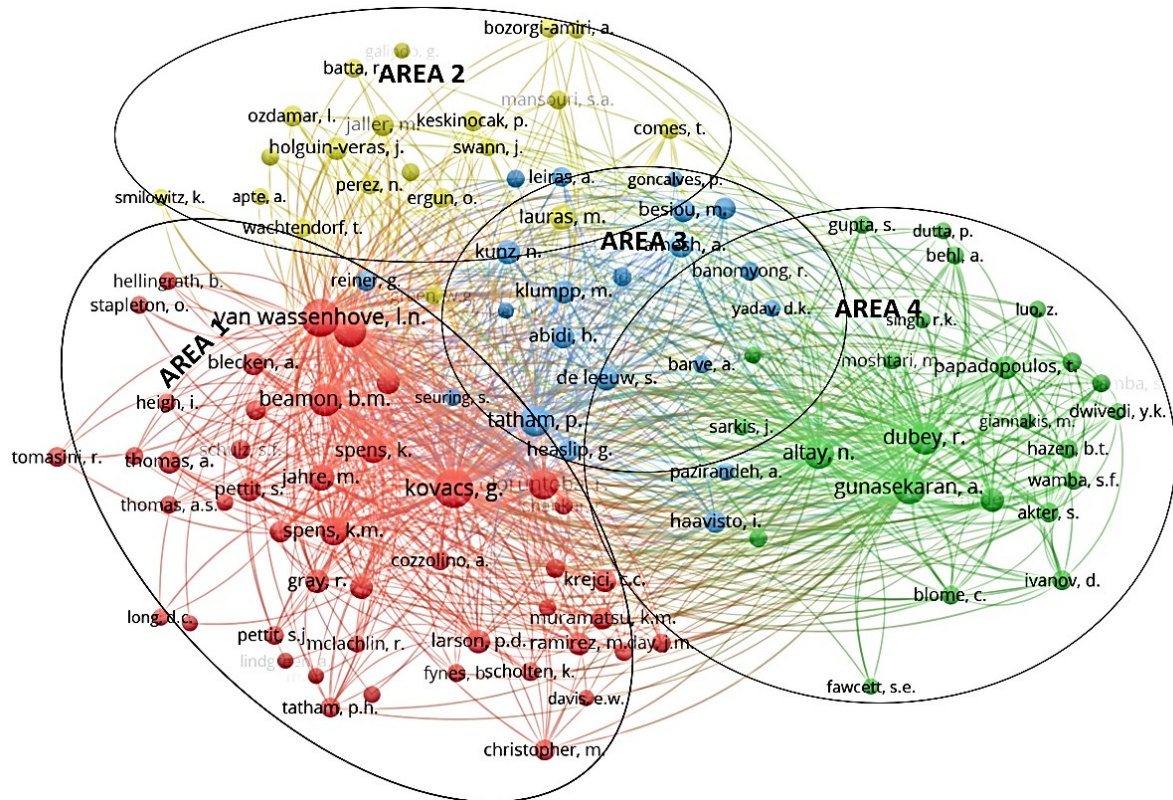 bozorgi-amiri, a.
galindo, g.
batta, r.
AREA 2
mansouri, s.a.
ozdamar, l.
jaller, m.
keskinocak, p.
comes, t.
holguin-veras, j.
swann, j.
perez, n.
leiras, a.
goncalves, p.
smilowitz, k.
apte, a.
ergun, o.
lauras, m.
besiou, m.
wachtendorf, t.
gupta, s.
dutta, p.
AREA 3
kunz, n.
behl, a.
hellingrath, b.
reiner, g.
banomyong, r.
stapleton, o.
klumpp, m.
yadav, d.k.
AREA 4
luo, z.
van wassenhove, l.n.
singh, r.k.
AREA 1
abidi, h.
blecken, a.
barve, a.
moshtari, m.
papadopoulos, t.
de leeuw, s.
heigh, i.
beamon, b.m.
seuring, s.
dwivedi, y.k.
tatham, p.
sarkis, j.
giannakis, m.
dubey, r.
tomasini, r.
thomas, a.
schulz, s.f.
spens, k.
heaslip, g.
altay, n.
hazen, b.t.
jahre, m.
pazirandeh, a.
pettit, s.
kovacs, g.
gunasekaran, a.
wamba, s.f.
thomas, a.s.
akter, s.
haavisto, i.
spens, k.m.
cozzolino, a.
gray, r.
krejci, c.c.
ivanov, d.
blome, c.
long, d.c.
muramatsu, k.m.
pettit, s.j.
mclachlin, r.
larson, p.d.
ramirez, m.
day, j.m.
fynes, b.
scholten, k.
fawcett, s.e.
davis, e.w.
tatham, p.h.
christopher, m.